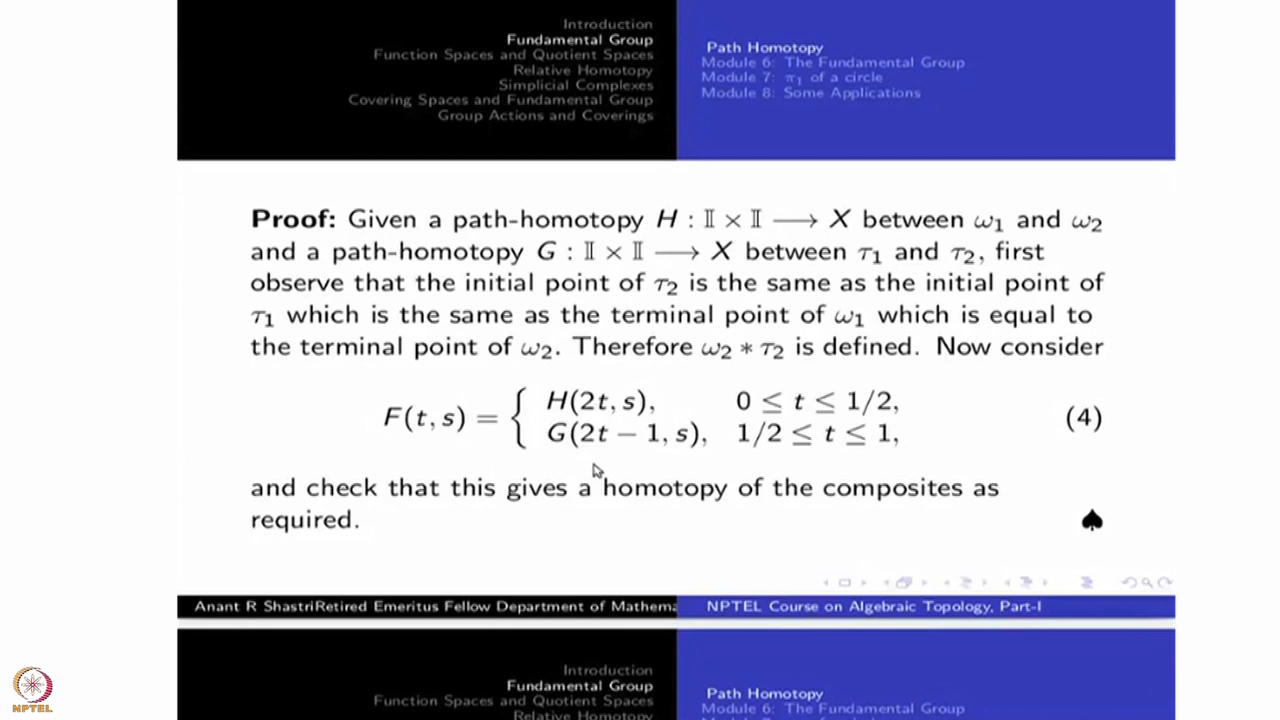 Introduction
Fundamental Group
Function Spaces and Quotient Spaces
Relative Homotopy
Simplicial Complexes
Covering Spaces and Fundamental Group
Group Actions and Coverings
Path Homotopy
Module 6: The Fundamental Group
Module 7: π₁ of a circle
Module 8: Some Applications
Proof: Given a path-homotopy H : 𝕀 × 𝕀 ⟶ X between ω₁ and ω₂
and a path-homotopy G : 𝕀 × 𝕀 ⟶ X between τ₁ and τ₂, first
observe that the initial point of τ₂ is the same as the initial point of
τ₁ which is the same as the terminal point of ω₁ which is equal to
the terminal point of ω₂. Therefore ω₂ ∗ τ₂ is defined. Now consider
F(t, s) = { H(2t, s), 0 ≤ t ≤ 1/2,
G(2t − 1, s), 1/2 ≤ t ≤ 1, (4)
and check that this gives a homotopy of the composites as
required. ♠
Anant R ShastriRetired Emeritus Fellow Department of Mathema
NPTEL Course on Algebraic Topology, Part-I
Introduction
Fundamental Group
Function Spaces and Quotient Spaces
Relative Homotopy
Path Homotopy
Module 6: The Fundamental Group
NPTEL